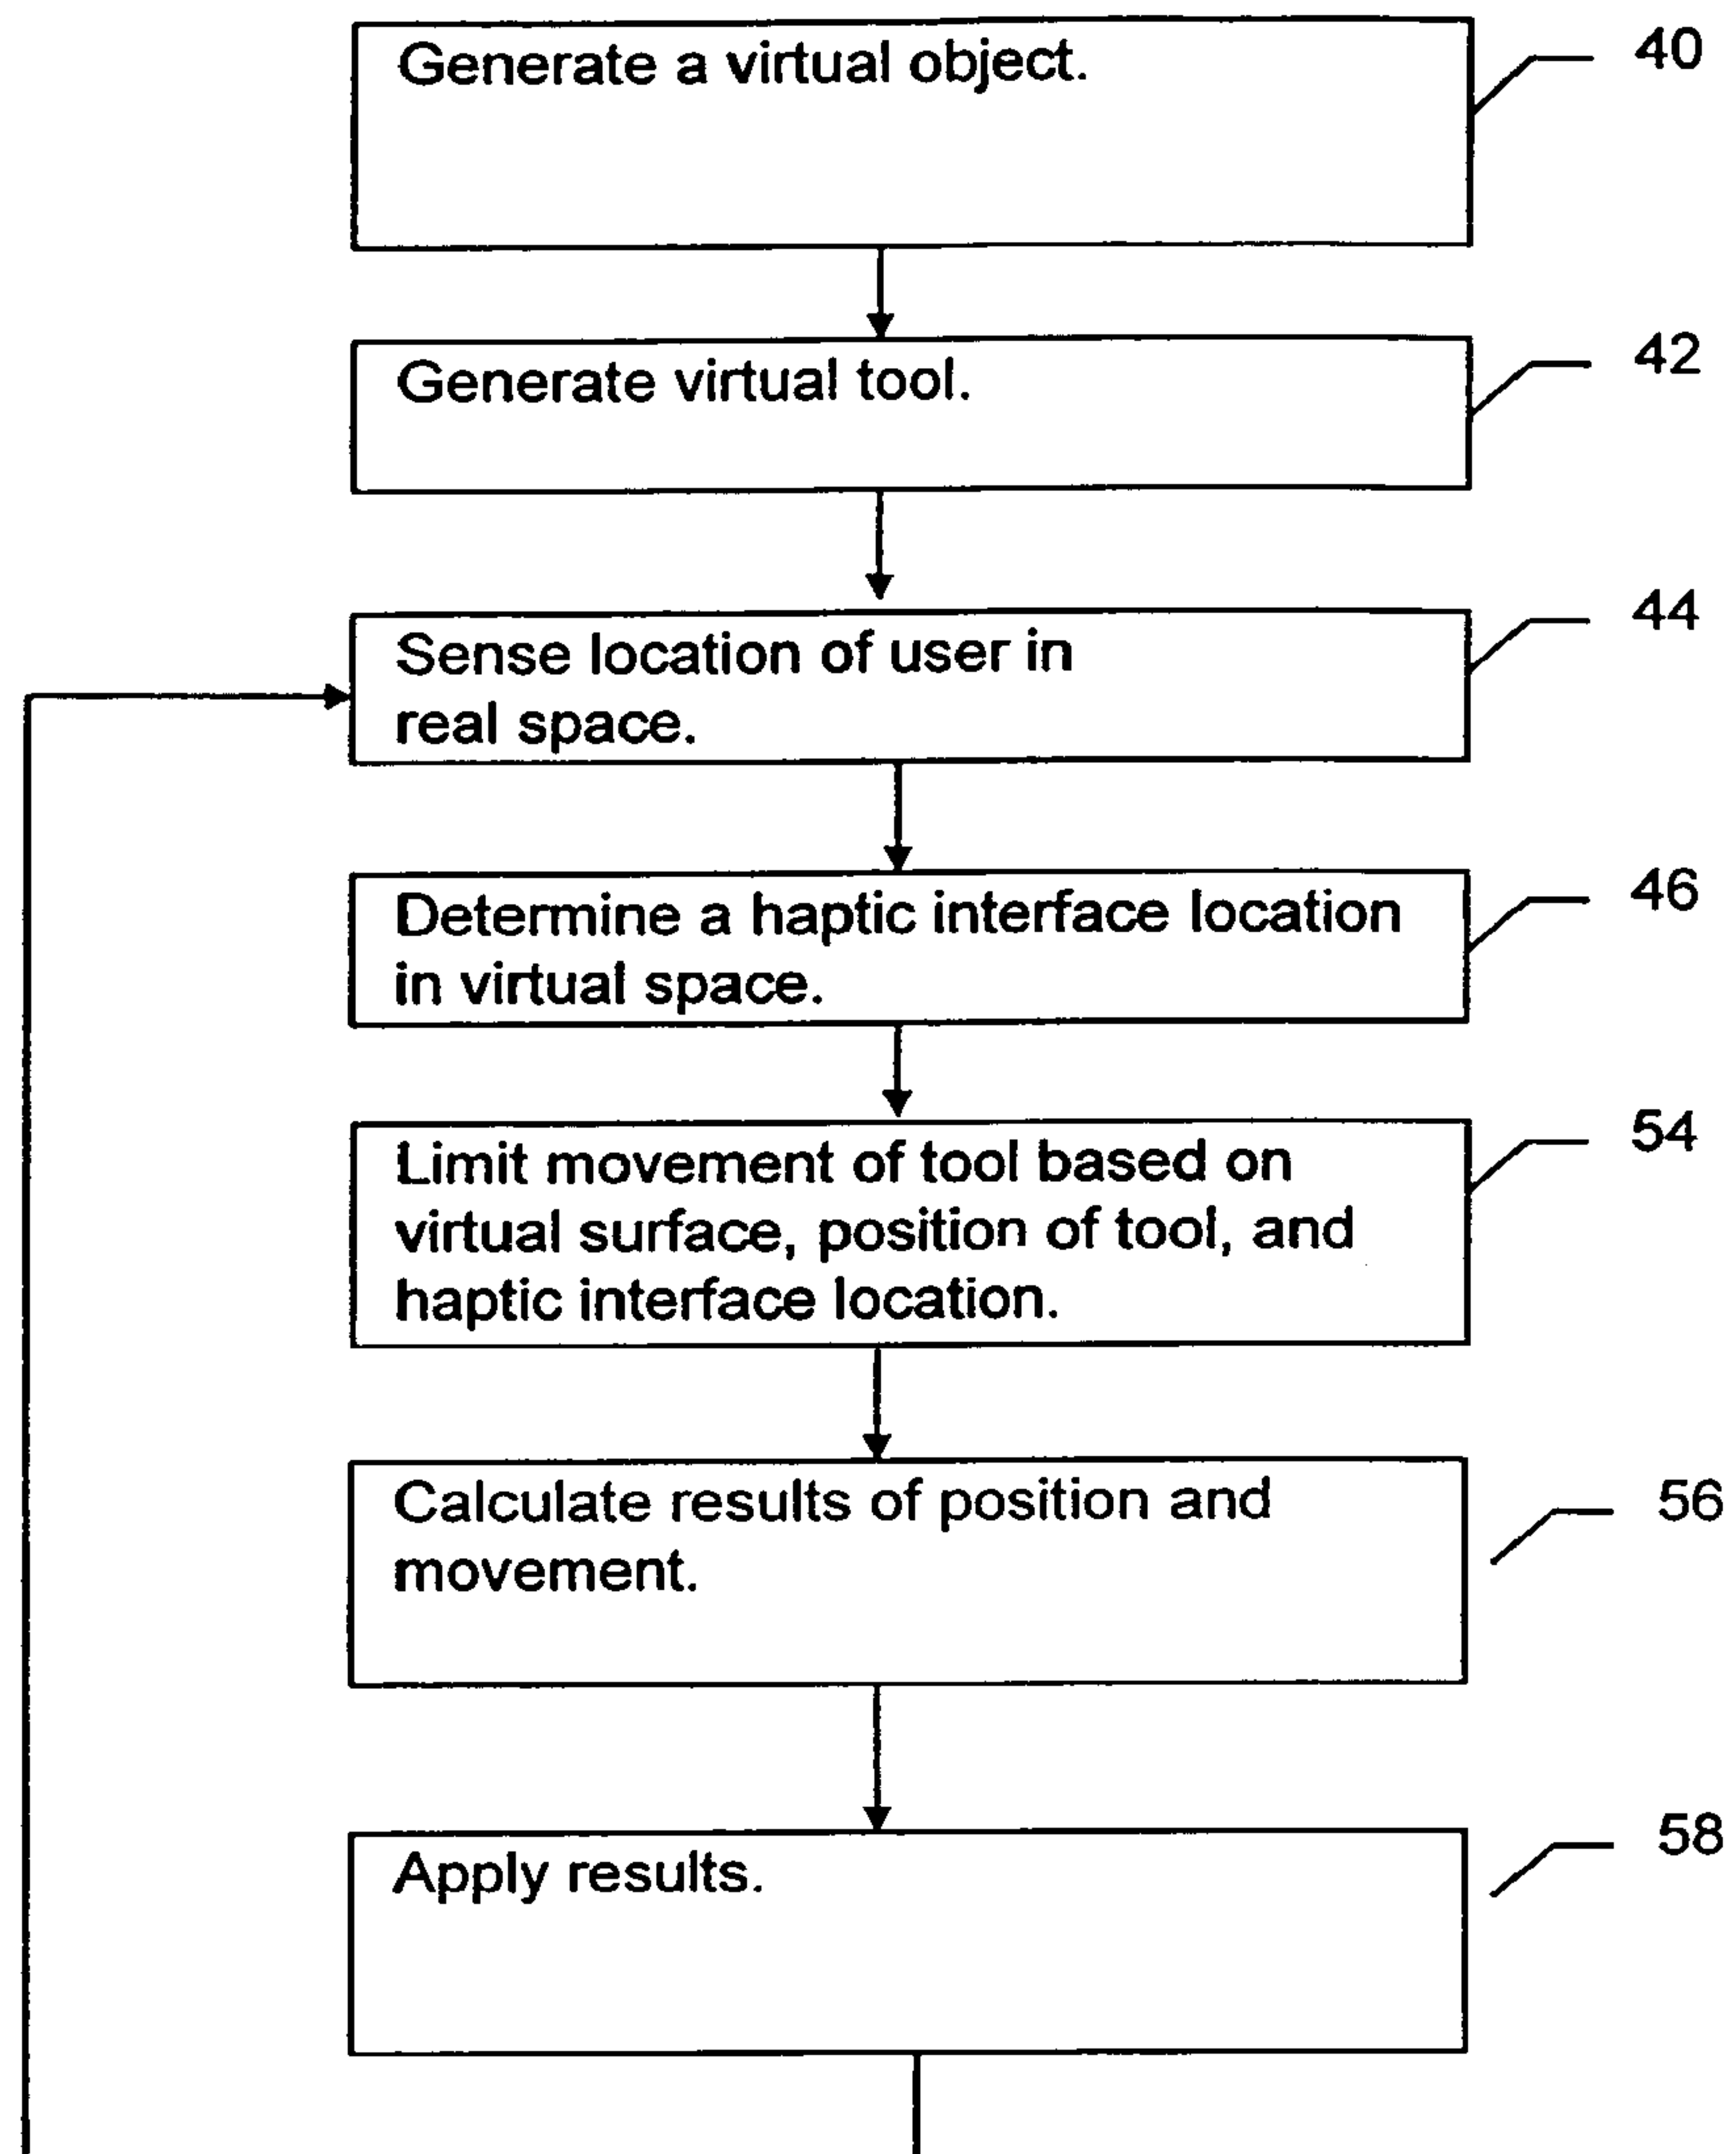 Generate a virtual object.
40
Generate virtual tool.
42
Sense location of user in
real space.
44
Determine a haptic interface location
in virtual space.
46
Limit movement of tool based on
virtual surface, position of tool, and
haptic interface location.
54
Calculate results of position and
movement.
56
Apply results.
58